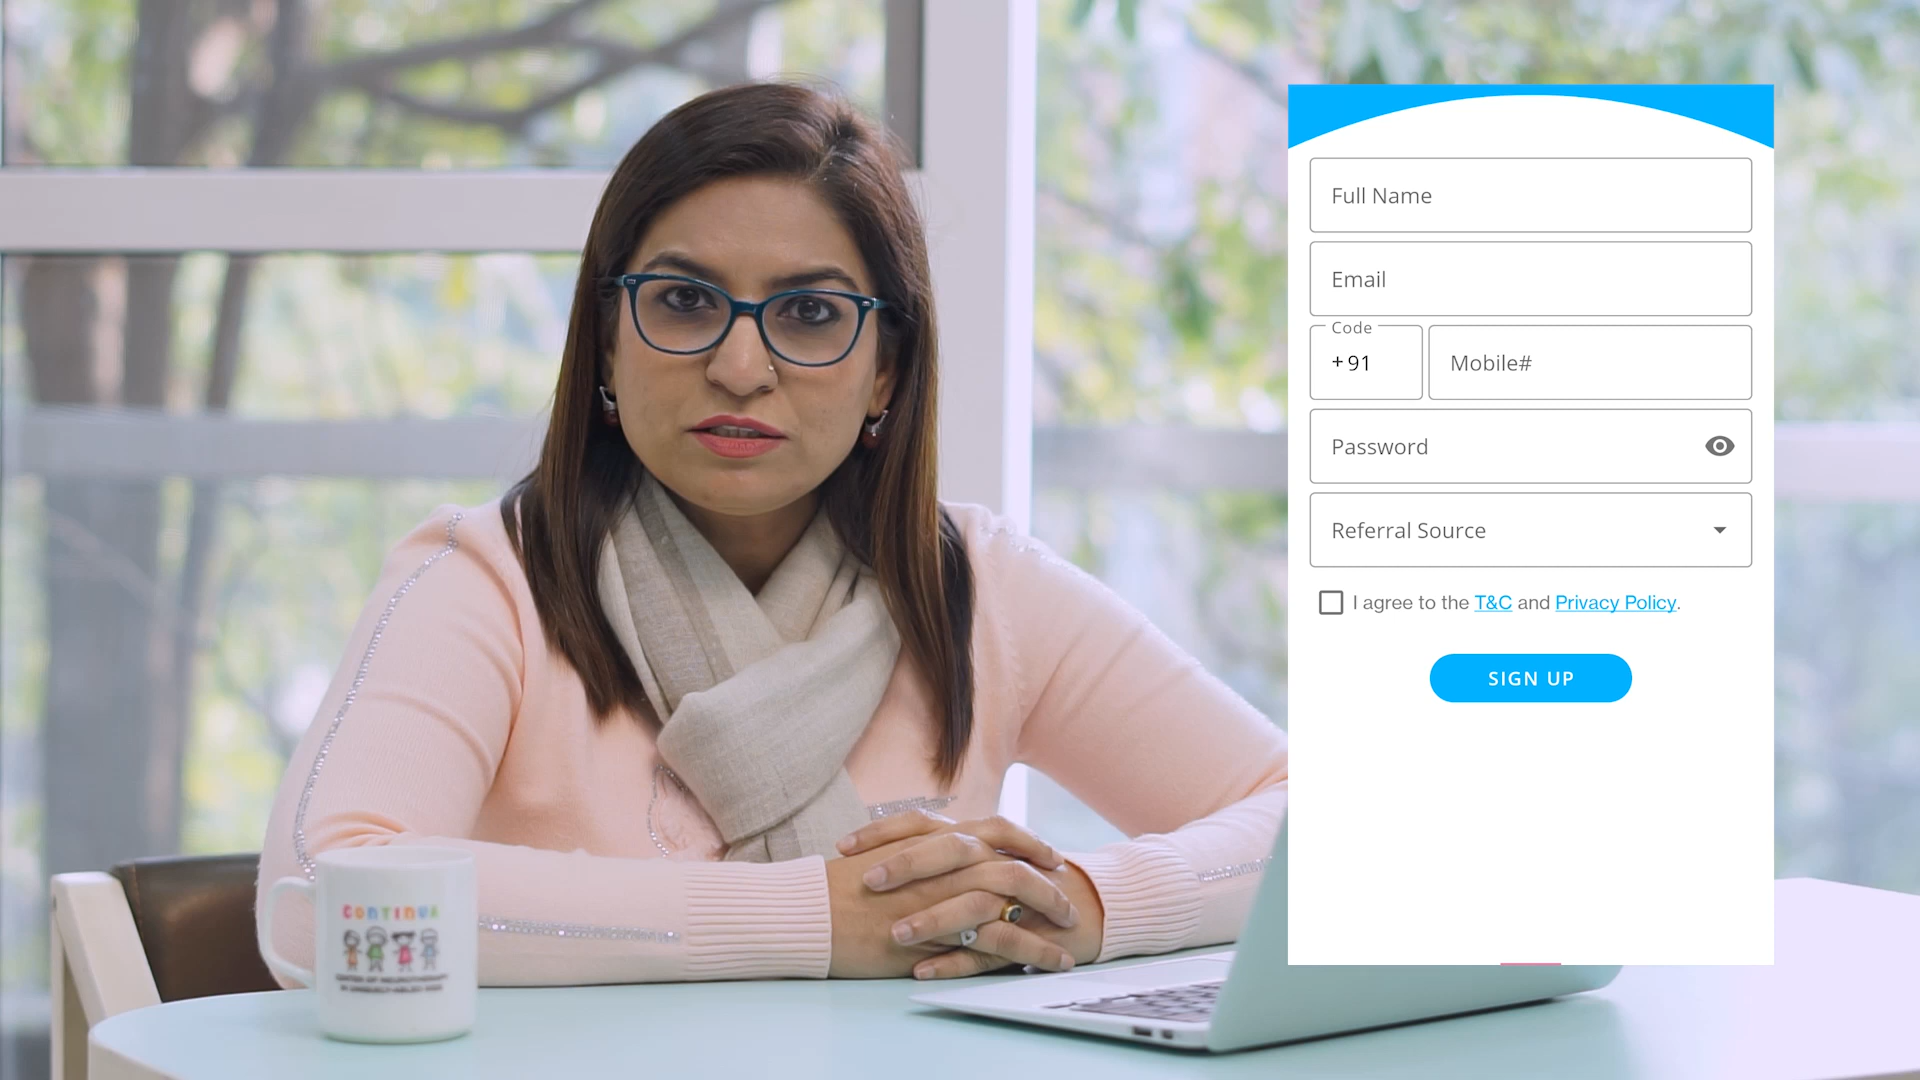 Full Name
Email
Code
+ 91
Mobile#
Password
Referral Source
I agree to the T&C and Privacy Policy.
SIGN UP
CONTINUA